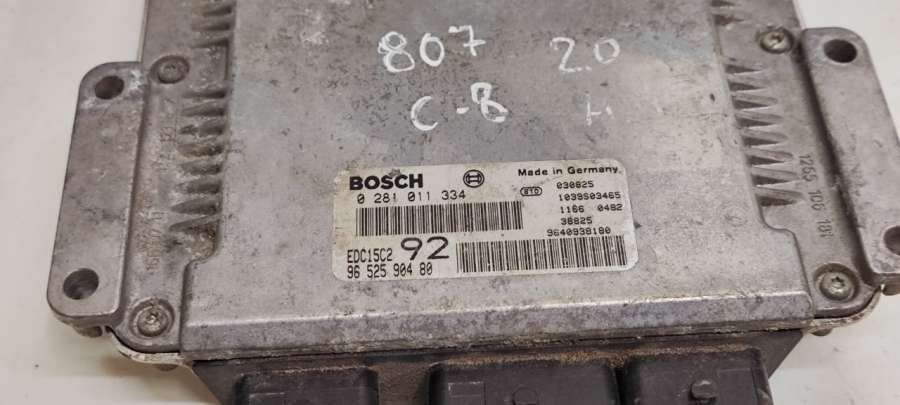 807 2.0
C-8
BOSCH
Made in Germany
0 281 011 334
BTD
030825
1039S03465
1166 0482
38825
9640938180
EDC15C2 92
96 525 904 80